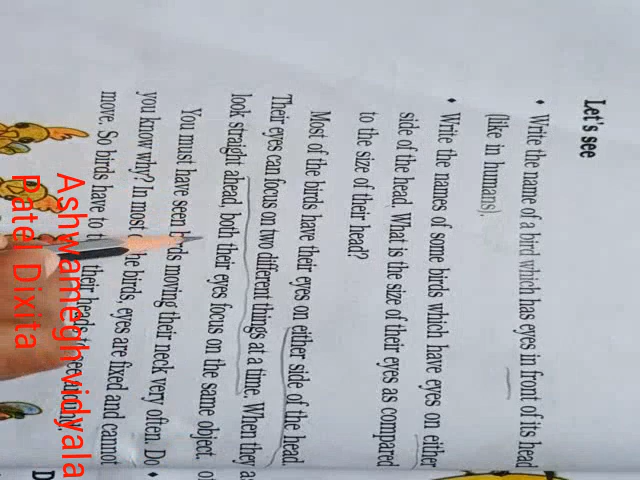 Let's see
• Write the name of a bird which has eyes in front of its head
(like in humans).
• Write the names of some birds which have eyes on either
side of the head. What is the size of their eyes as compared
to the size of their head?
Most of the birds have their eyes on either side of the head.
Their eyes can focus on two different things at a time. When they
look straight ahead, both their eyes focus on the same object.
You must have seen birds moving their neck very often. Do
you know why? In most the birds, eyes are fixed and cannot
move. So birds have to their heads
Ashwamegh vidyala
Patel Dixita